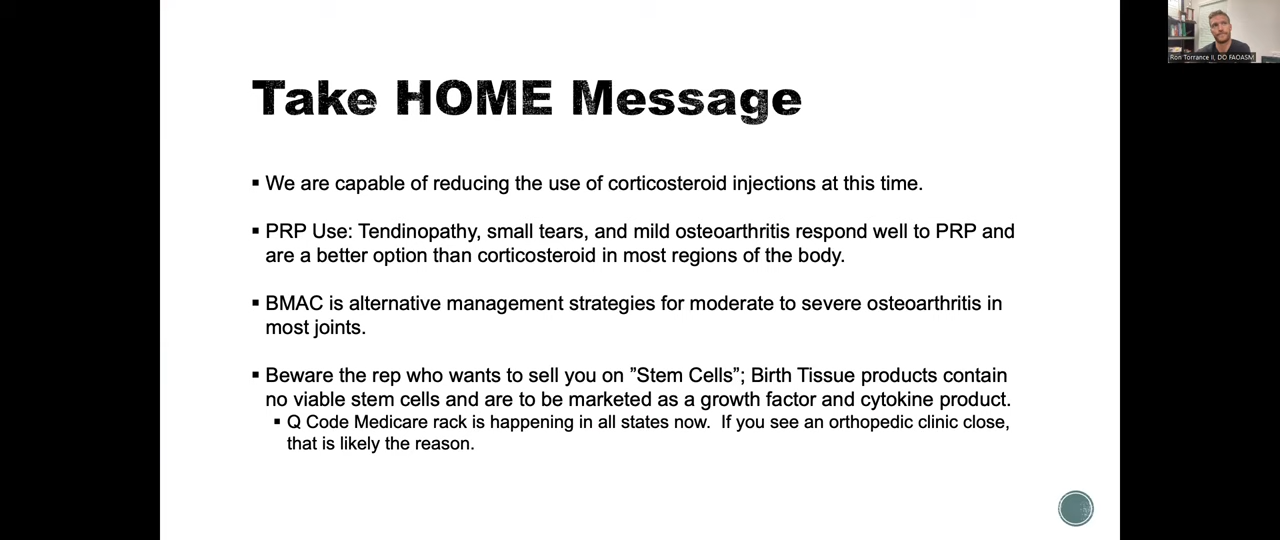 Ron Torrance II, DO FAOASM
Take HOME Message
▪ We are capable of reducing the use of corticosteroid injections at this time.
▪ PRP Use: Tendinopathy, small tears, and mild osteoarthritis respond well to PRP and
are a better option than corticosteroid in most regions of the body.
▪ BMAC is alternative management strategies for moderate to severe osteoarthritis in
most joints.
▪ Beware the rep who wants to sell you on ”Stem Cells”; Birth Tissue products contain
no viable stem cells and are to be marketed as a growth factor and cytokine product.
▪ Q Code Medicare rack is happening in all states now.  If you see an orthopedic clinic close,
that is likely the reason.